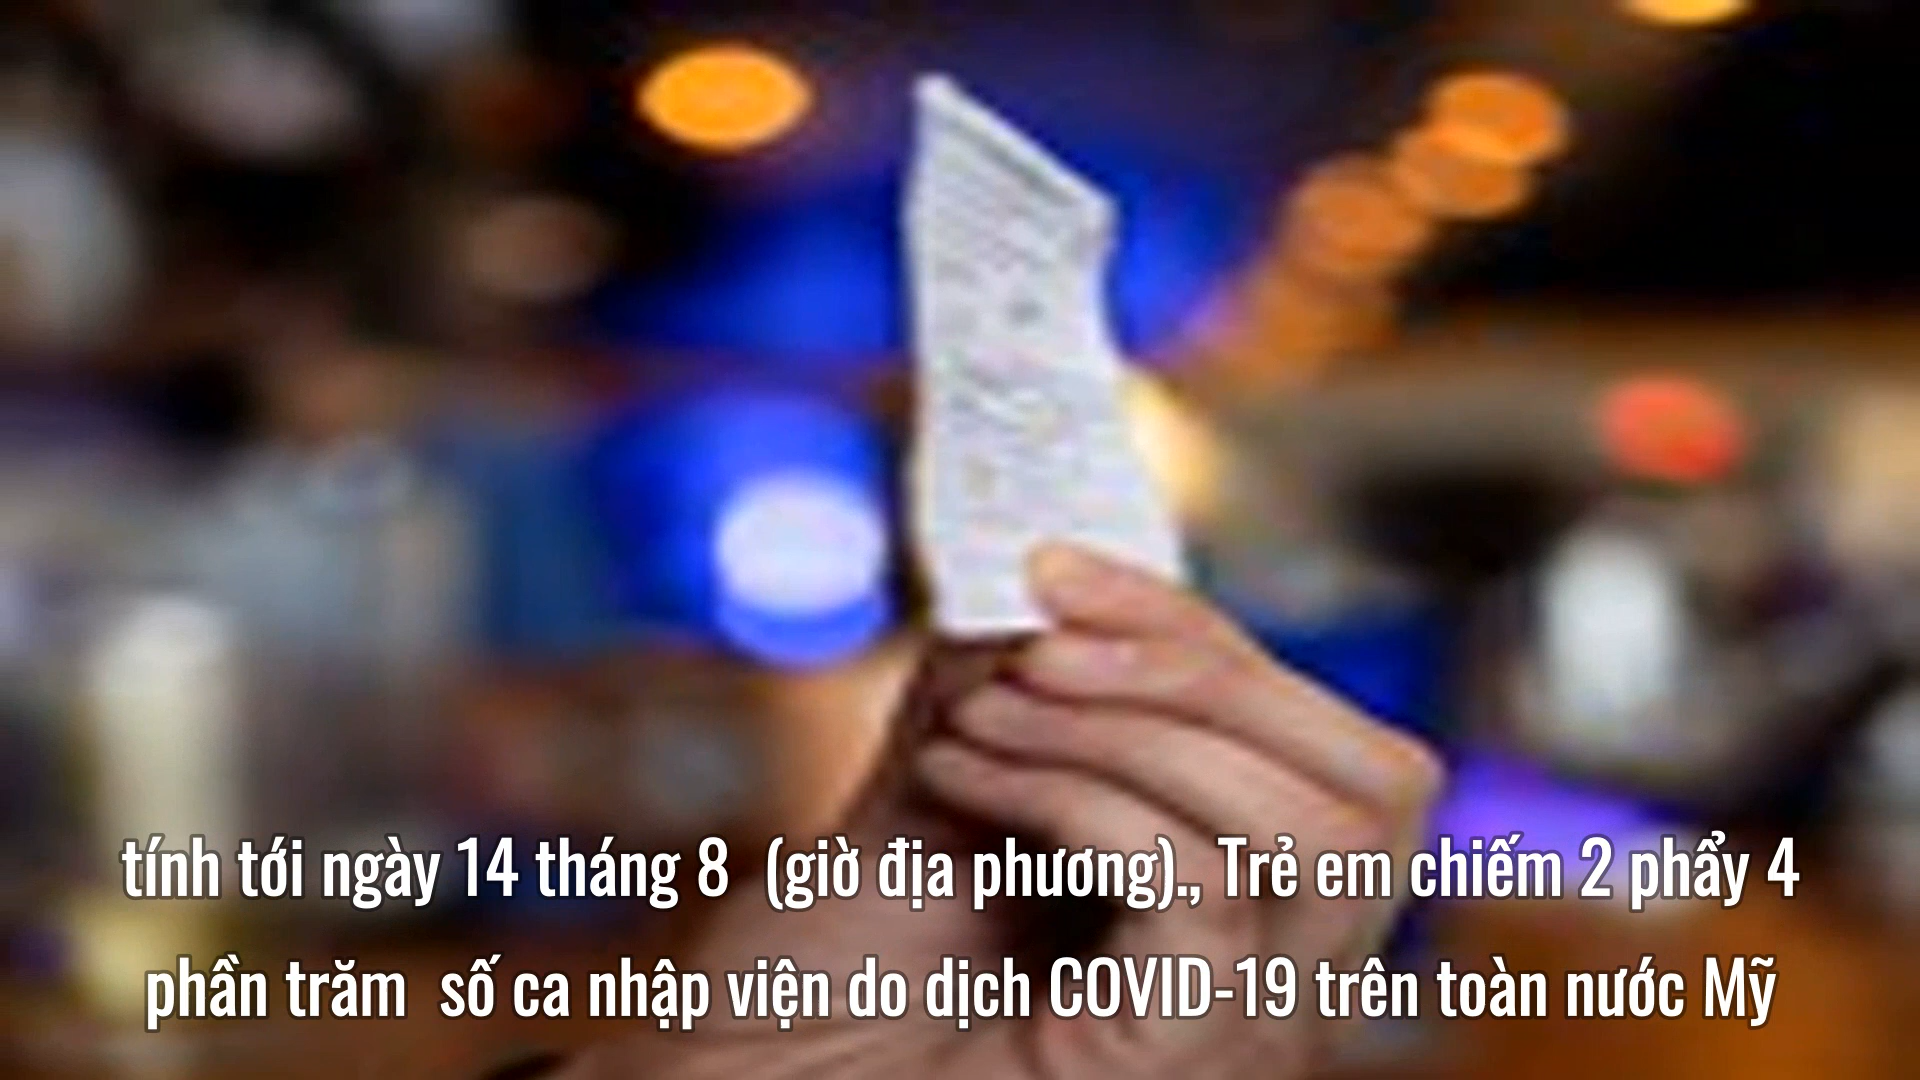 tính tới ngày 14 tháng 8  (giờ địa phương)., Trẻ em chiếm 2 phẩy 4
phần trăm  số ca nhập viện do dịch COVID-19 trên toàn nước Mỹ